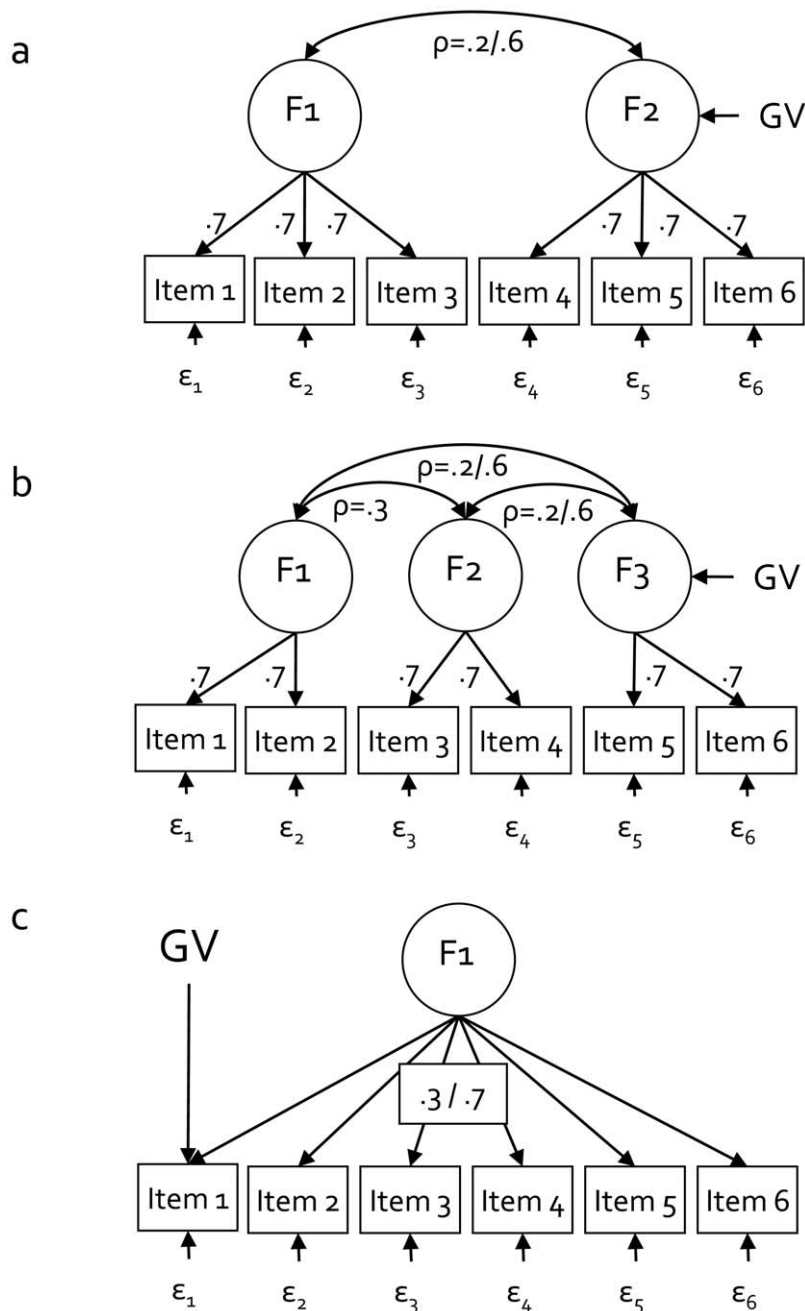 a
ρ=.2/.6
F1 F2 GV
.7 .7 .7 .7 .7 .7
Item 1 Item 2 Item 3 Item 4 Item 5 Item 6
ε₁ ε₂ ε₃ ε₄ ε₅ ε₆
b
ρ=.2/.6
ρ=.3 ρ=.2/.6
F1 F2 F3 GV
.7 .7 .7 .7 .7 .7
Item 1 Item 2 Item 3 Item 4 Item 5 Item 6
ε₁ ε₂ ε₃ ε₄ ε₅ ε₆
c
GV F1
.3 / .7
Item 1 Item 2 Item 3 Item 4 Item 5 Item 6
ε₁ ε₂ ε₃ ε₄ ε₅ ε₆